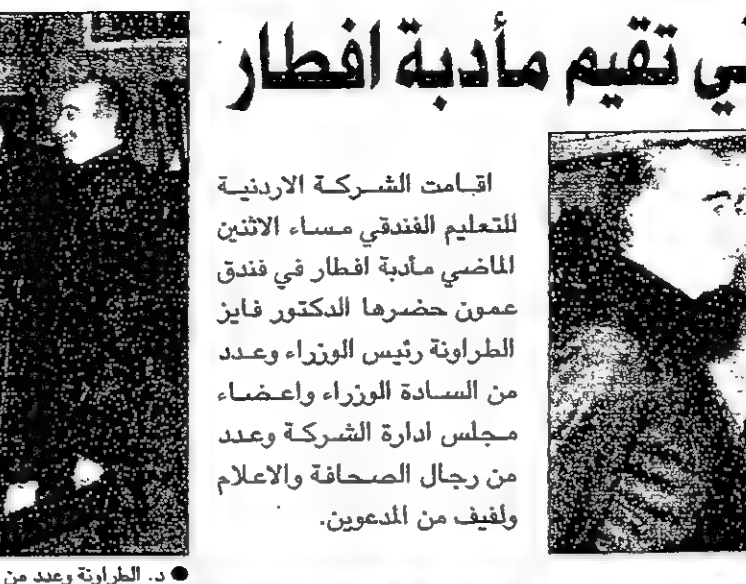 ي تقيم مأدبة افطار
اقامت الشركة الاردنية
للتعليم الفندقي مساء الاثنين
الماضي مأدبة افطار في فندق
عمون حضرها الدكتور فايز
الطراونة رئيس الوزراء وعدد
من السادة الوزراء واعضاء
مجلس ادارة الشركة وعدد
من رجال الصحافة والاعلام
ولفيف من المدعوين.
● د. الطراونة وعدد من